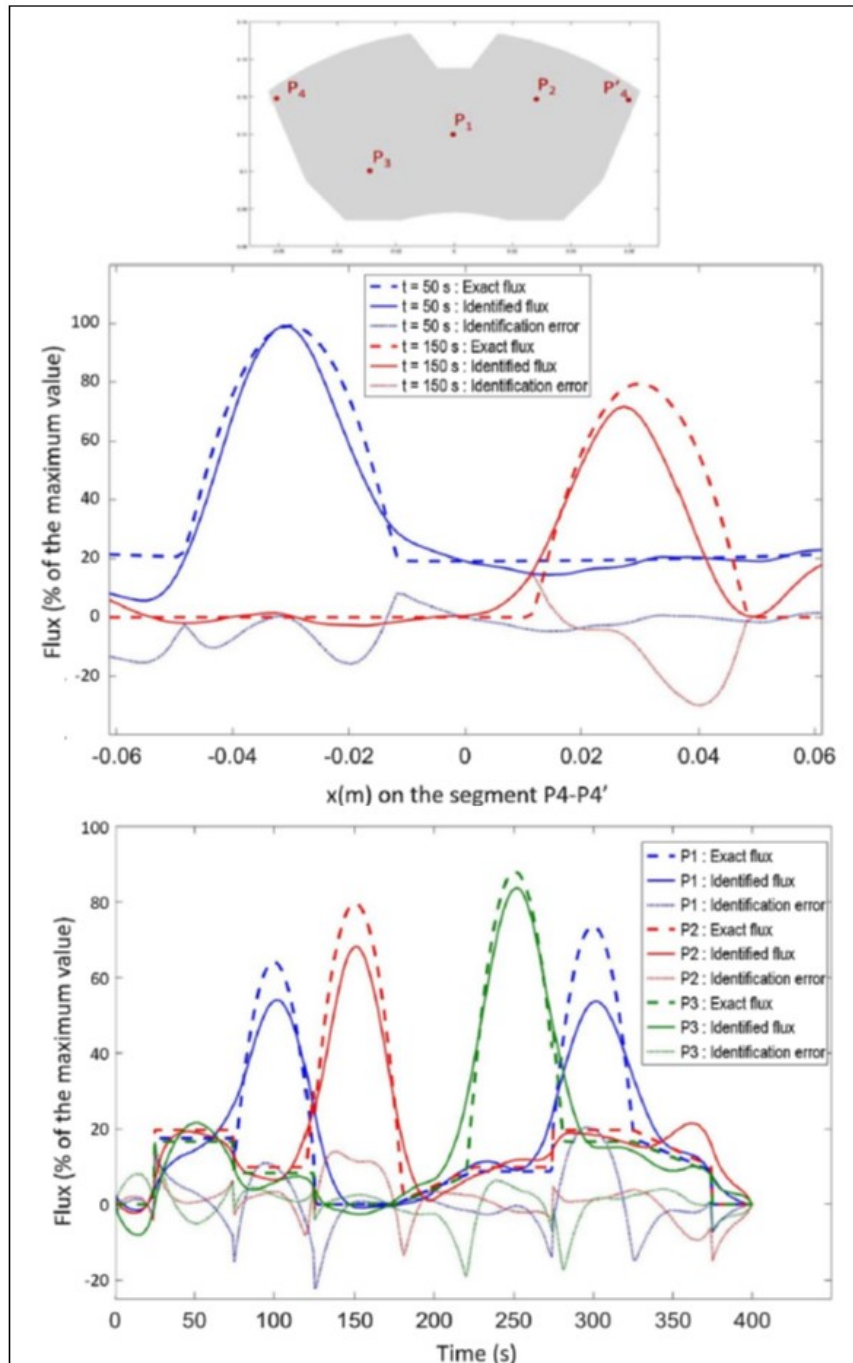 P4
P2
P'4
P1
P3
t = 50 s : Exact flux
t = 50 s : Identified flux
t = 50 s : Identification error
t = 150 s : Exact flux
t = 150 s : Identified flux
t = 150 s : Identification error
Flux (% of the maximum value)
100
80
60
40
20
0
-20
-0.06 -0.04 -0.02 0 0.02 0.04 0.06
x(m) on the segment P4-P4'
P1 : Exact flux
P1 : Identified flux
P1 : Identification error
P2 : Exact flux
P2 : Identified flux
P2 : Identification error
P3 : Exact flux
P3 : Identified flux
P3 : Identification error
Flux (% of the maximum value)
100
80
60
40
20
0
-20
0 50 100 150 200 250 300 350 400
Time (s)